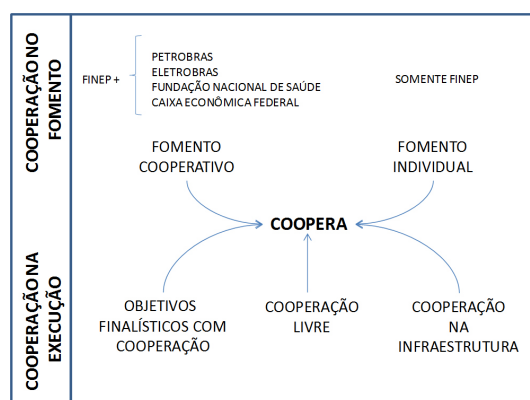 COOPERAÇÃO NO
FOMENTO
FINEP +
PETROBRAS
ELETROBRAS
FUNDAÇÃO NACIONAL DE SAÚDE
CAIXA ECONÔMICA FEDERAL
SOMENTE FINEP
FOMENTO
COOPERATIVO
FOMENTO
INDIVIDUAL
COOPERA
COOPERAÇÃO NA
EXECUÇÃO
OBJETIVOS
FINALÍSTICOS COM
COOPERAÇÃO
COOPERAÇÃO
LIVRE
COOPERAÇÃO
NA
INFRAESTRUTURA